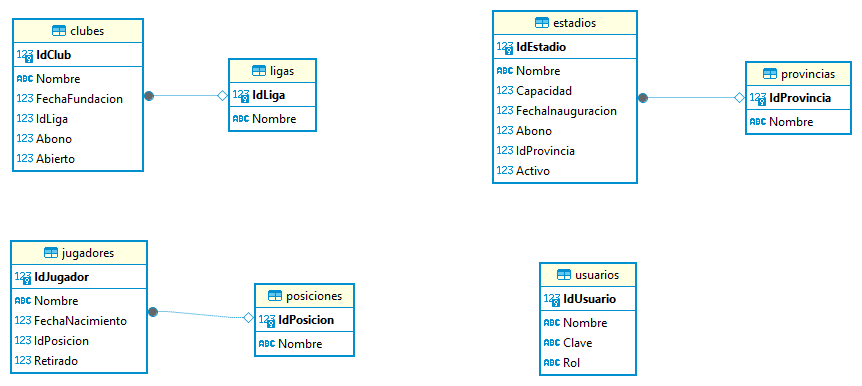 clubes
123 IdClub
ABC Nombre
123 FechaFundacion
123 IdLiga
123 Abono
123 Abierto
ligas
123 IdLiga
ABC Nombre
estadios
123 IdEstadio
ABC Nombre
123 Capacidad
123 FechaInauguracion
123 Abono
123 IdProvincia
123 Activo
provincias
123 IdProvincia
ABC Nombre
jugadores
123 IdJugador
ABC Nombre
123 FechaNacimiento
123 IdPosicion
123 Retirado
posiciones
123 IdPosicion
ABC Nombre
usuarios
123 IdUsuario
ABC Nombre
ABC Clave
ABC Rol